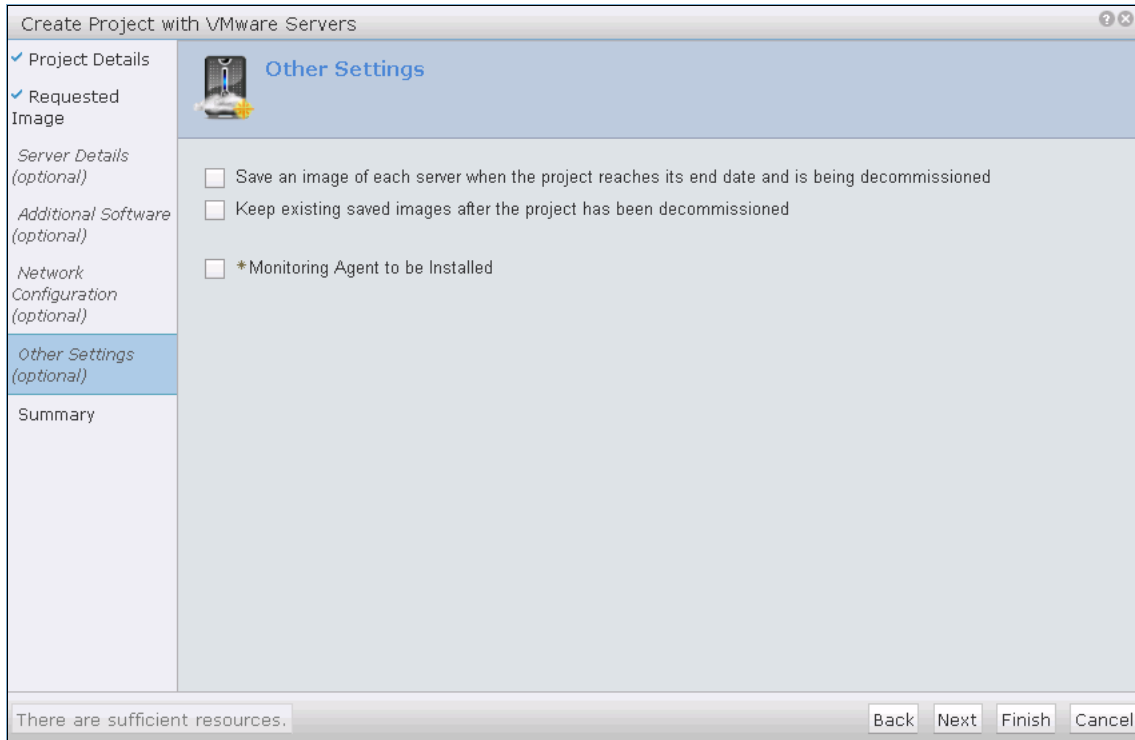 Create Project with VMware Servers
✓ Project Details
✓ Requested
Image
Server Details
(optional)
Additional Software
(optional)
Network
Configuration
(optional)
Other Settings
(optional)
Summary
Other Settings
Save an image of each server when the project reaches its end date and is being decommissioned
Keep existing saved images after the project has been decommissioned
*Monitoring Agent to be Installed
There are sufficient resources.
Back Next Finish Cancel